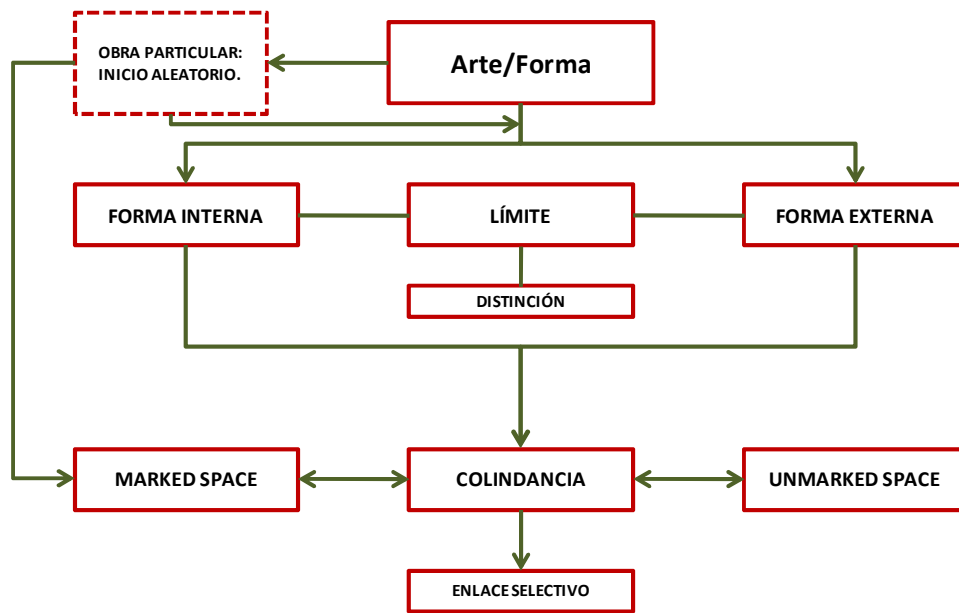 OBRA PARTICULAR:
INICIO ALEATORIO.
Arte/Forma
FORMA INTERNA
LÍMITE
FORMA EXTERNA
DISTINCIÓN
MARKED SPACE
COLINDANCIA
UNMARKED SPACE
ENLACE SELECTIVO